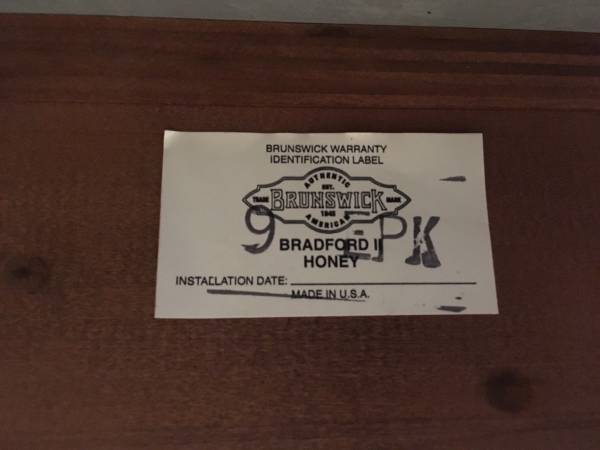 BRUNSWICK WARRANTY
IDENTIFICATION LABEL
AUTHENTIC
EST.
TRADE BRUNSWICK MARK
1845
AMERICAN
9 EPK
BRADFORD II
HONEY
INSTALLATION DATE:
MADE IN U.S.A.